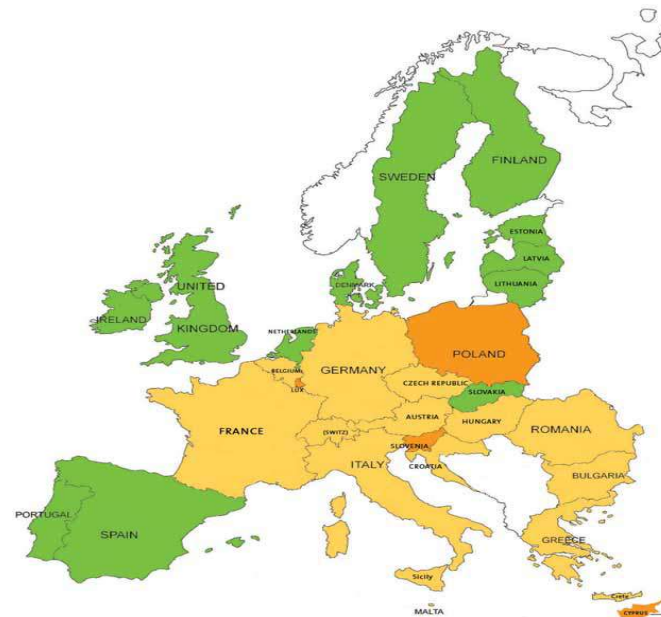 FINLAND
SWEDEN
ESTONIA
LATVIA
DENMARK
LITHUANIA
UNITED
IRELAND
KINGDOM
NETHERLANDS
POLAND
BELGIUM
GERMANY
CZECH REPUBLIC
LUX
SLOVAKIA
AUSTRIA
HUNGARY
FRANCE
(SWITZ)
ROMANIA
SLOVENIA
ITALY
CROATIA
BULGARIA
PORTUGAL
SPAIN
GREECE
Sicily
Crete
MALTA
CYPRUS